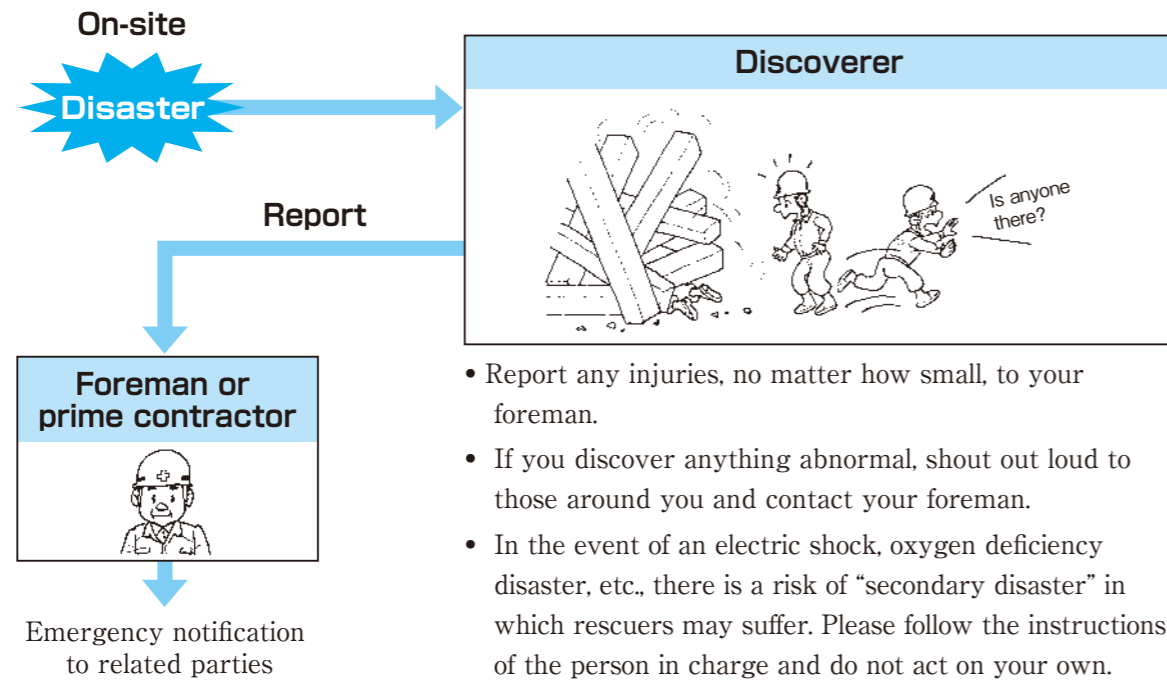 On-site
Disaster
Discoverer
Is anyone
there?
Report
Foreman or
prime contractor
Emergency notification
to related parties
• Report any injuries, no matter how small, to your
foreman.
• If you discover anything abnormal, shout out loud to
those around you and contact your foreman.
• In the event of an electric shock, oxygen deficiency
disaster, etc., there is a risk of “secondary disaster” in
which rescuers may suffer. Please follow the instructions
of the person in charge and do not act on your own.